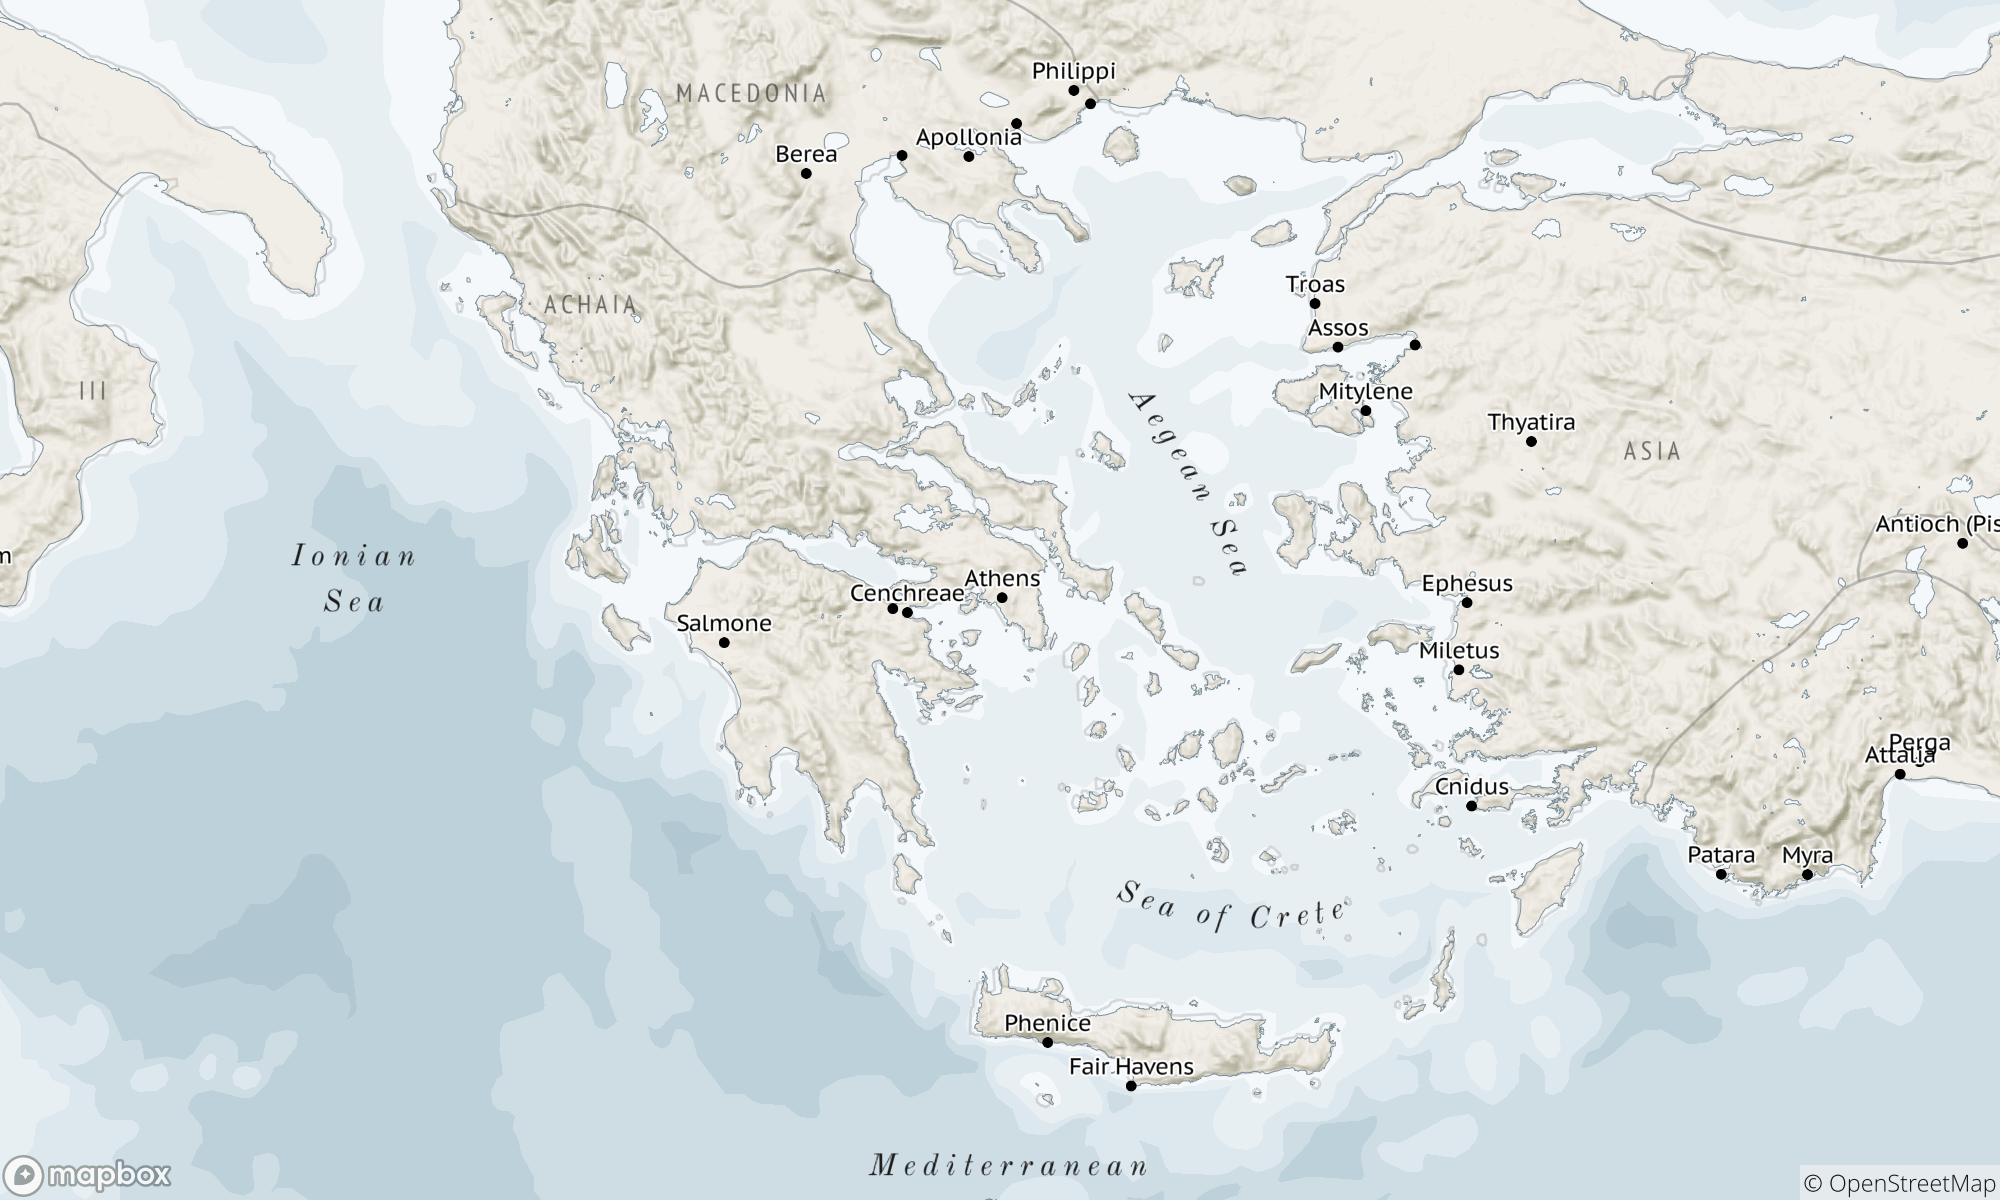 Philippi
MACEDONIA
Apollonia
Berea
Troas
ACHAIA
Assos
III
Mitylene
Aegean Sea
Thyatira
ASIA
Antioch (Pis
Ionian
Sea
m
Athens
Ephesus
Cenchreae
Salmone
Miletus
Perga
Attalia
Cnidus
Patara
Myra
Sea of Crete
Phenice
Fair Havens
Mediterranean
mapbox
© OpenStreetMap